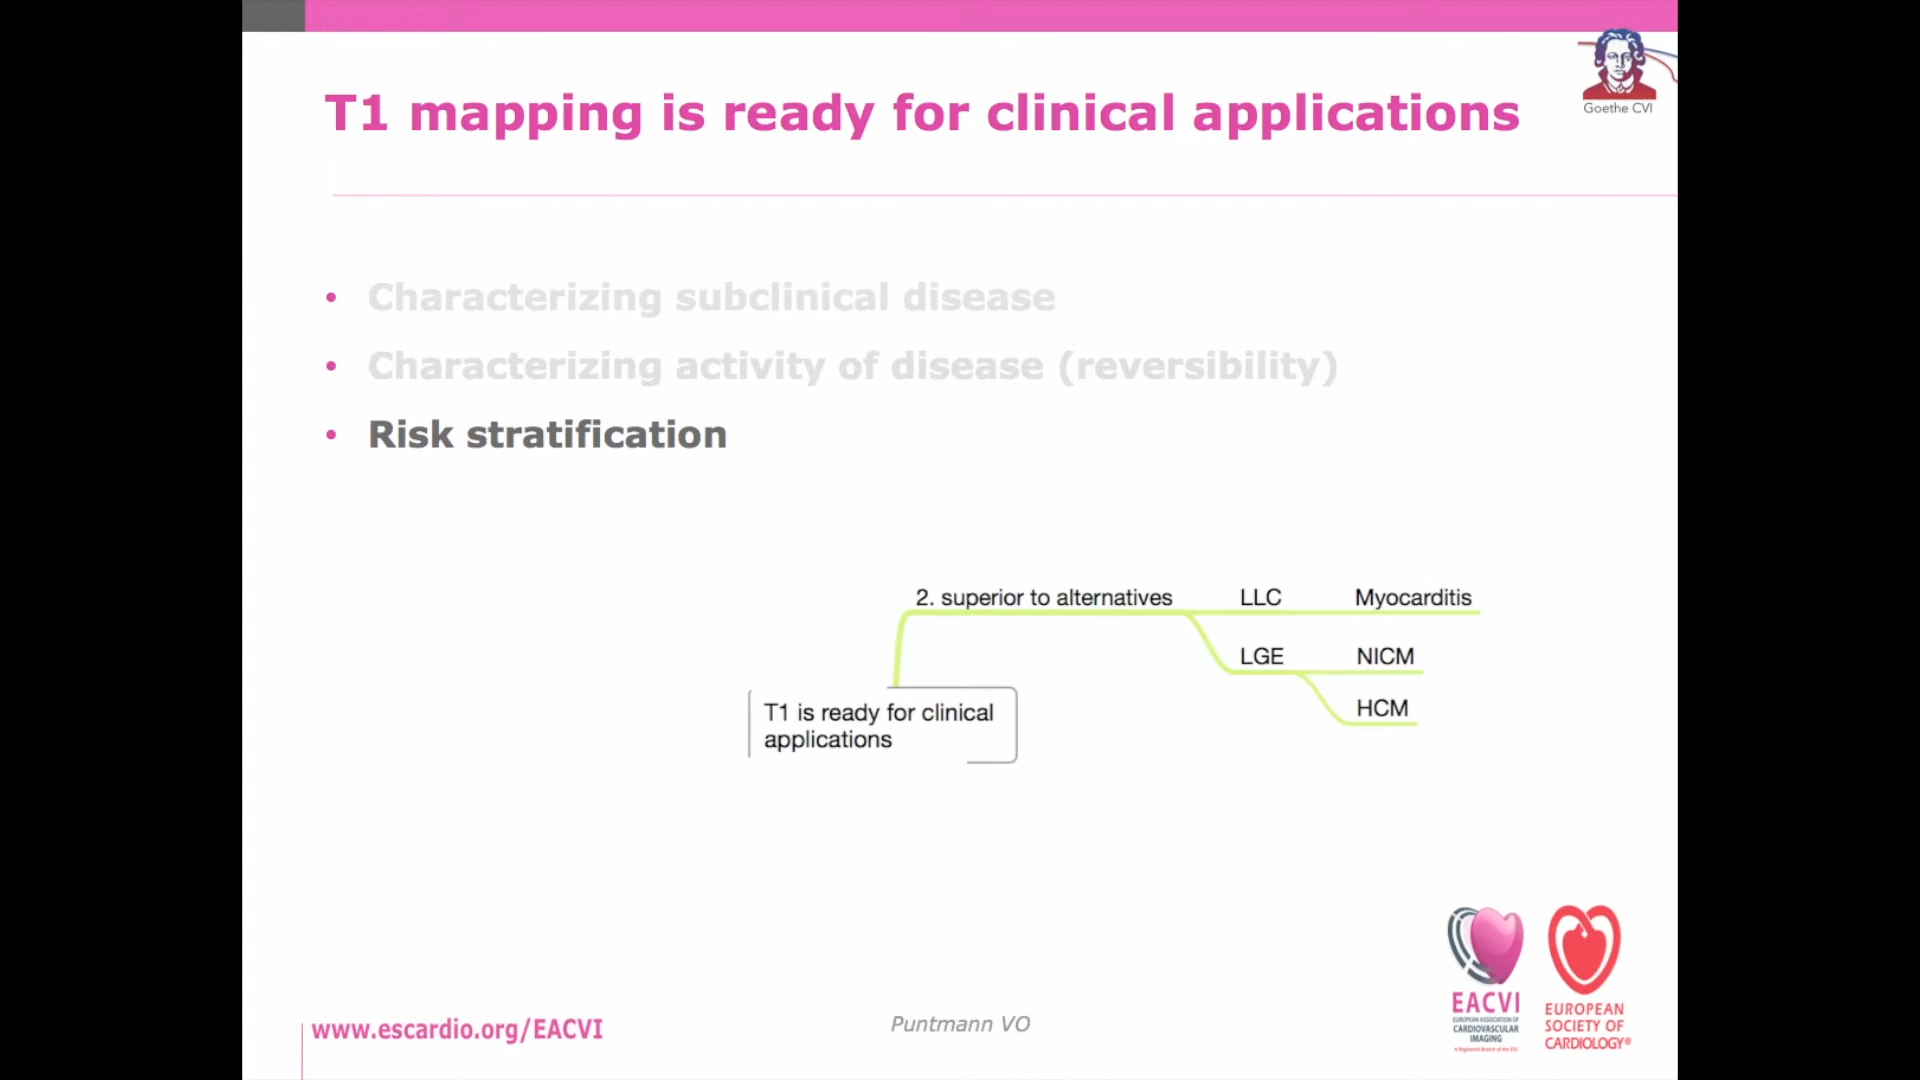 T1 mapping is ready for clinical applications
Goethe CVI
• Characterizing subclinical disease
• Characterizing activity of disease (reversibility)
• Risk stratification
2. superior to alternatives LLC Myocarditis
LGE NICM
HCM
T1 is ready for clinical
applications
www.escardio.org/EACVI
Puntmann VO
EACVI
EUROPEAN ASSOCIATION OF
CARDIOVASCULAR
IMAGING
A Registered Branch of the ESC
EUROPEAN
SOCIETY OF
CARDIOLOGY®